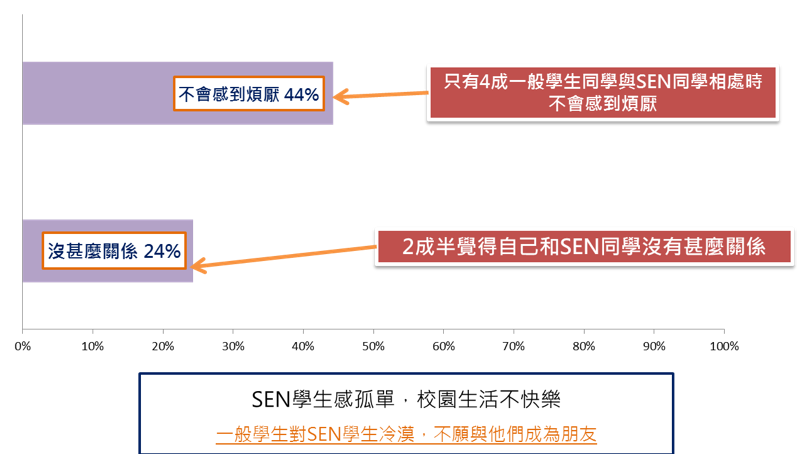 不會感到煩厭 44%
只有4成一般學生同學與SEN同學相處時
不會感到煩厭
沒甚麼關係 24%
2成半覺得自己和SEN同學沒有甚麼關係
0% 10% 20% 30% 40% 50% 60% 70% 80% 90% 100%
SEN學生感孤單，校園生活不快樂
一般學生對SEN學生冷漠，不願與他們成為朋友